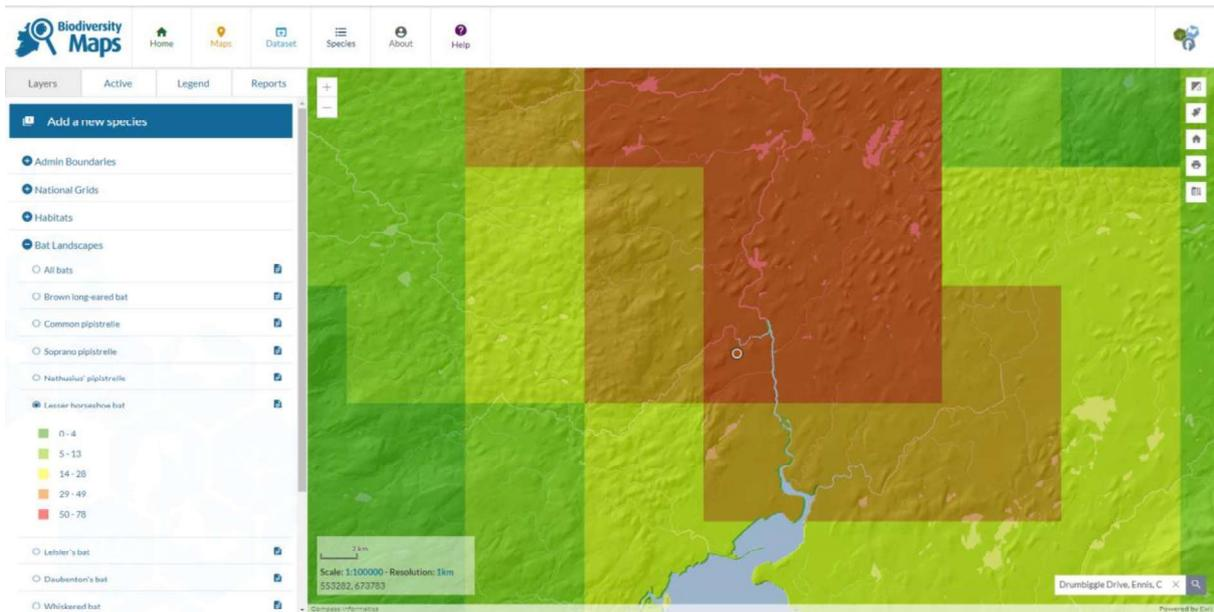 Biodiversity
Maps
Home
Maps
Dataset
Species
About
Help
Layers
Active
Legend
Reports
Add a new species
Admin Boundaries
National Grids
Habitats
Bat Landscapes
All bats
Brown long-eared bat
Common pipistrelle
Soprano pipistrelle
Nathusius' pipistrelle
Lesser horseshoe bat
0 - 4
5 - 13
14 - 28
29 - 49
50 - 78
Leisler's bat
Daubenton's bat
Whiskered bat
+
−
2 km
Scale: 1:100000 - Resolution: 1km
553282, 673783
Drumbiggle Drive, Ennis, C
Compass Informatics
Powered by Esri